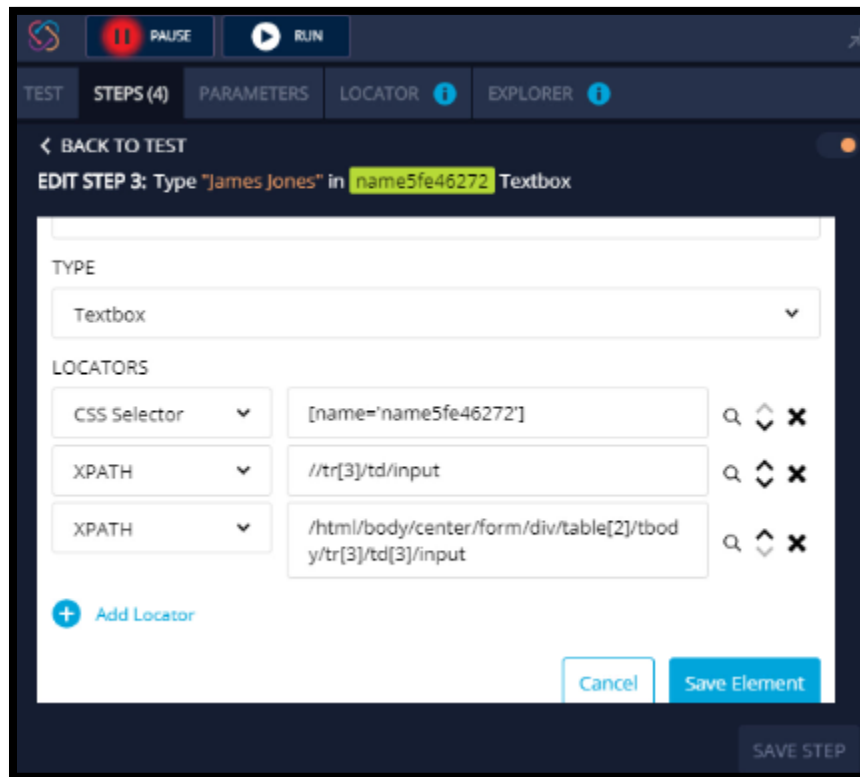 PAUSE RUN
TEST STEPS (4) PARAMETERS LOCATOR i EXPLORER i
BACK TO TEST
EDIT STEP 3: Type "James Jones" in name5fe46272 Textbox
TYPE
Textbox
LOCATORS
CSS Selector [name='name5fe46272']
XPATH //tr[3]/td/input
XPATH /html/body/center/form/div/table[2]/tbod
y/tr[3]/td[3]/input
Add Locator
Cancel Save Element
SAVE STEP